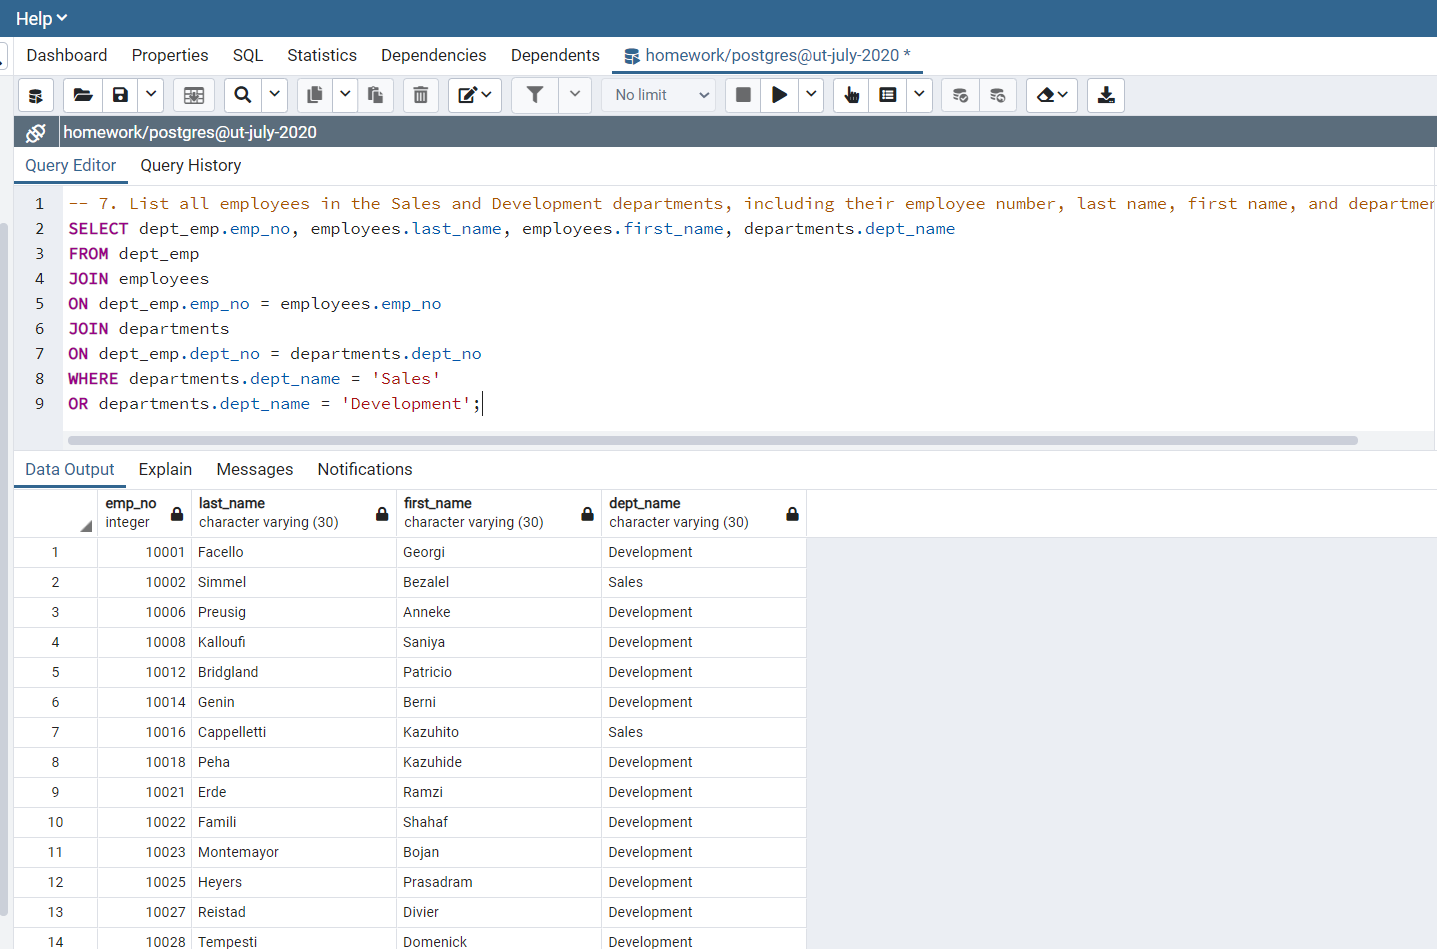 Help
Dashboard Properties SQL Statistics Dependencies Dependents homework/postgres@ut-july-2020 *
No limit
homework/postgres@ut-july-2020
Query Editor Query History
1 -- 7. List all employees in the Sales and Development departments, including their employee number, last name, first name, and departmen
2 SELECT dept_emp.emp_no, employees.last_name, employees.first_name, departments.dept_name
3 FROM dept_emp
4 JOIN employees
5 ON dept_emp.emp_no = employees.emp_no
6 JOIN departments
7 ON dept_emp.dept_no = departments.dept_no
8 WHERE departments.dept_name = 'Sales'
9 OR departments.dept_name = 'Development';
Data Output Explain Messages Notifications
emp_no last_name first_name dept_name
integer character varying (30) character varying (30) character varying (30)
1 10001 Facello Georgi Development
2 10002 Simmel Bezalel Sales
3 10006 Preusig Anneke Development
4 10008 Kalloufi Saniya Development
5 10012 Bridgland Patricio Development
6 10014 Genin Berni Development
7 10016 Cappelletti Kazuhito Sales
8 10018 Peha Kazuhide Development
9 10021 Erde Ramzi Development
10 10022 Famili Shahaf Development
11 10023 Montemayor Bojan Development
12 10025 Heyers Prasadram Development
13 10027 Reistad Divier Development
14 10028 Tempesti Domenick Development